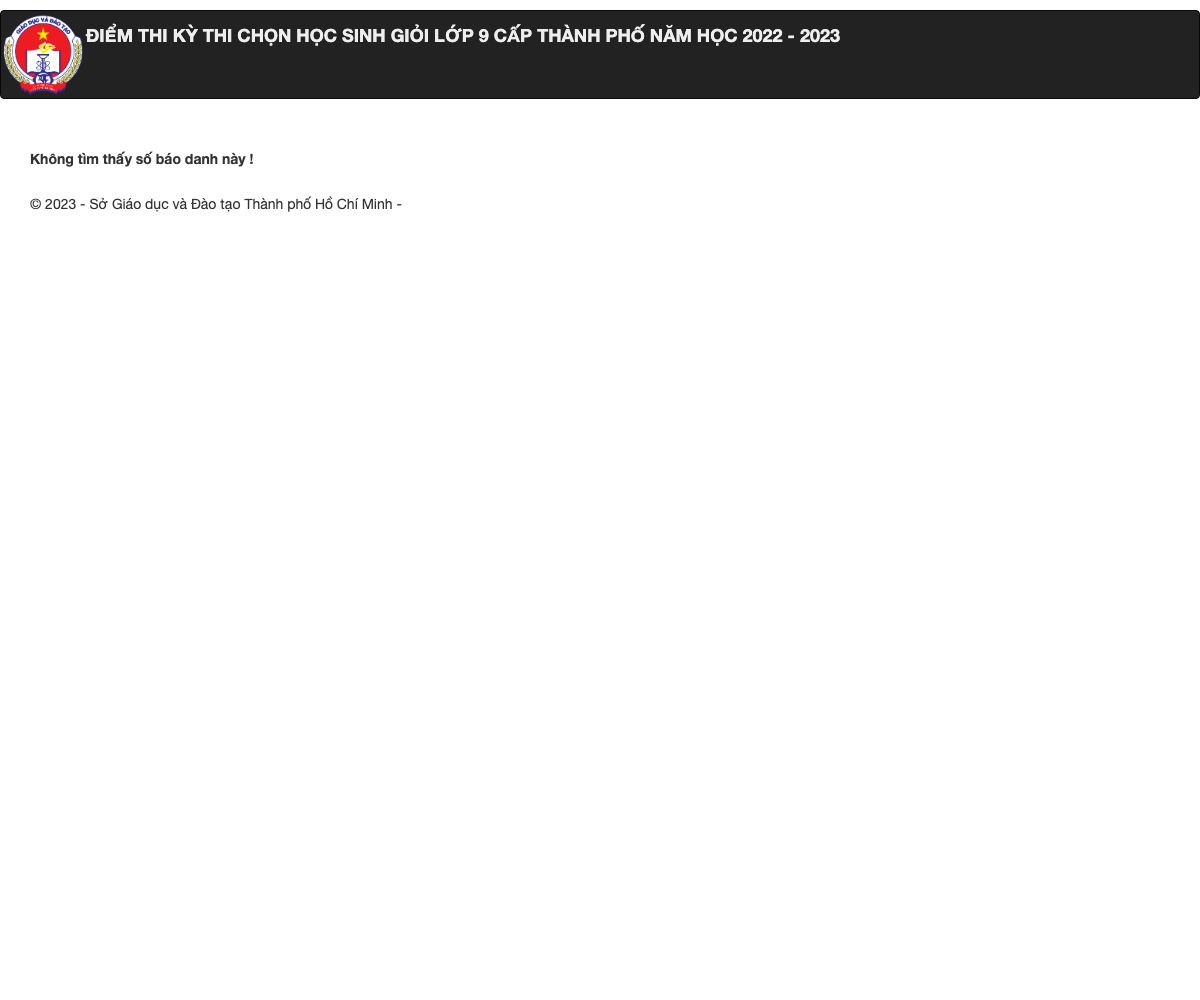 GIÁO DỤC VÀ ĐÀO TẠO
ĐIỂM THI KỲ THI CHỌN HỌC SINH GIỎI LỚP 9 CẤP THÀNH PHỐ NĂM HỌC 2022 - 2023
Không tìm thấy số báo danh này !
© 2023 - Sở Giáo dục và Đào tạo Thành phố Hồ Chí Minh -